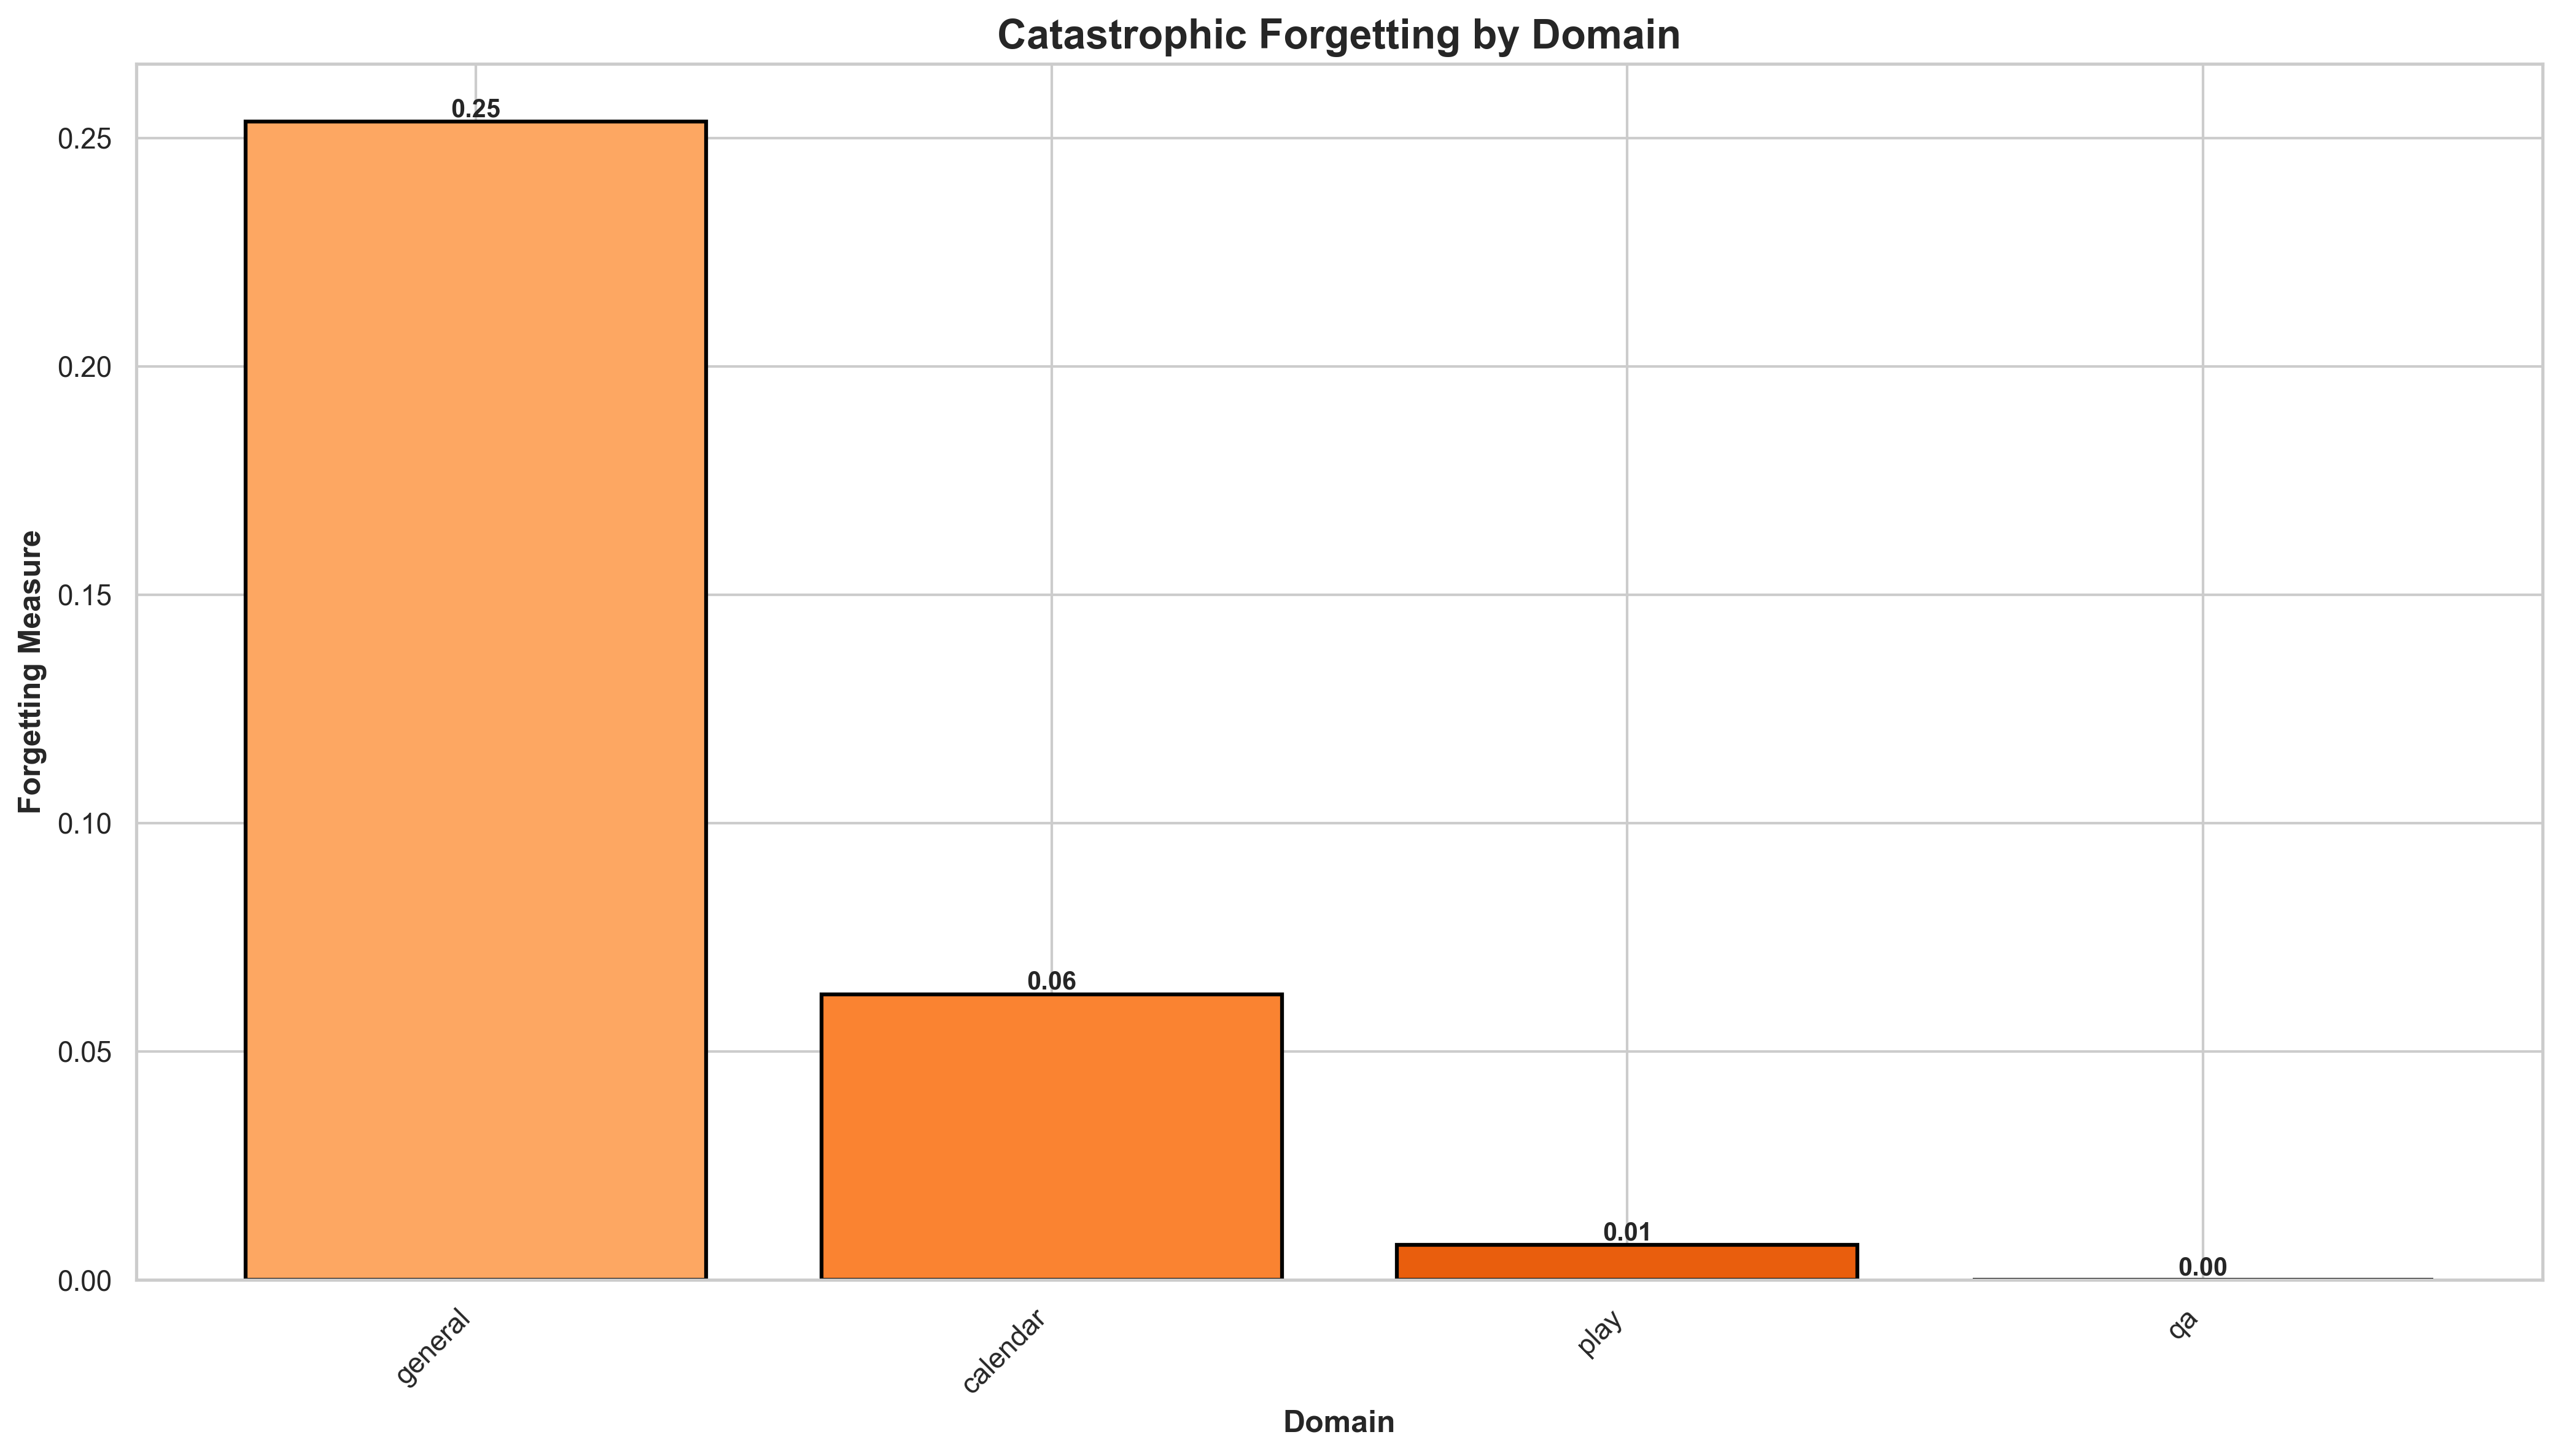 Catastrophic Forgetting by Domain
0.25
0.25
0.20
0.15
0.10
0.06
0.05
0.01
0.00
0.00
Forgetting Measure
general
calendar
play
qa
Domain